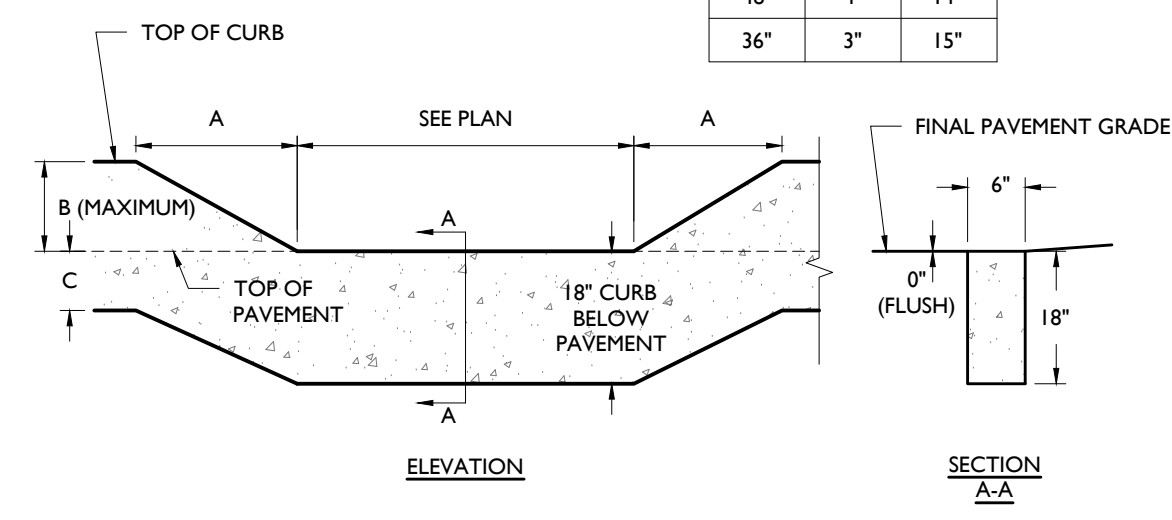 36" 3" 15"
TOP OF CURB
A SEE PLAN A
B (MAXIMUM)
C
TOP OF
PAVEMENT
A
18" CURB
BELOW
PAVEMENT
A
ELEVATION
FINAL PAVEMENT GRADE
6"
0"
(FLUSH)
18"
SECTION
A-A